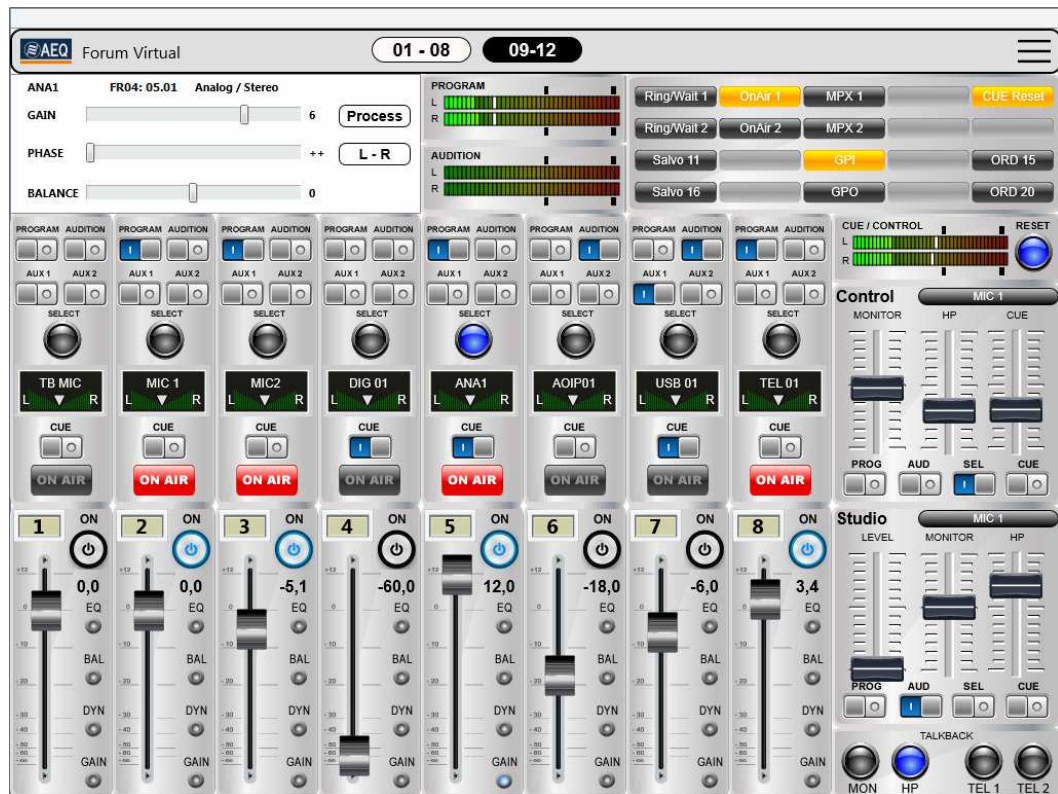 AEQ Forum Virtual 01 - 08 09-12
ANA1 FR04: 05.01 Analog / Stereo
GAIN 6 Process
PHASE ++ L - R
BALANCE 0
PROGRAM
L
R
AUDITION
L
R
Ring/Wait 1 OnAir 1 MPX 1 CUE Reset
Ring/Wait 2 OnAir 2 MPX 2
Salvo 11 GPI ORD 15
Salvo 16 GPO ORD 20
PROGRAM AUDITION PROGRAM AUDITION PROGRAM AUDITION PROGRAM AUDITION PROGRAM AUDITION PROGRAM AUDITION PROGRAM AUDITION PROGRAM AUDITION
AUX 1 AUX 2 AUX 1 AUX 2 AUX 1 AUX 2 AUX 1 AUX 2 AUX 1 AUX 2 AUX 1 AUX 2 AUX 1 AUX 2 AUX 1 AUX 2
SELECT SELECT SELECT SELECT SELECT SELECT SELECT SELECT
TB MIC MIC 1 MIC2 DIG 01 ANA1 AOIP01 USB 01 TEL 01
L R L R L R L R L R L R L R L R
CUE CUE CUE CUE CUE CUE CUE CUE
ON AIR ON AIR ON AIR ON AIR ON AIR ON AIR ON AIR ON AIR
CUE / CONTROL RESET
L
R
Control MIC 1
MONITOR HP CUE
PROG AUD SEL CUE
1 ON 2 ON 3 ON 4 ON 5 ON 6 ON 7 ON 8 ON
0,0 0,0 -5,1 -60,0 12,0 -18,0 -6,0 3,4
EQ EQ EQ EQ EQ EQ EQ EQ
BAL BAL BAL BAL BAL BAL BAL BAL
DYN DYN DYN DYN DYN DYN DYN DYN
GAIN GAIN GAIN GAIN GAIN GAIN GAIN GAIN
Studio MIC 1
LEVEL MONITOR HP
PROG AUD SEL CUE
TALKBACK
MON HP TEL 1 TEL 2